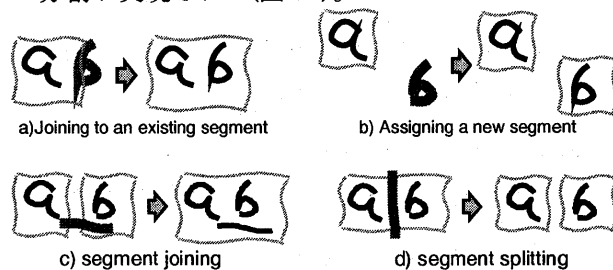 a b a b
a)Joining to an existing segment
a b a b
b) Assigning a new segment
a b a b
c) segment joining
a b a b
d) segment splitting